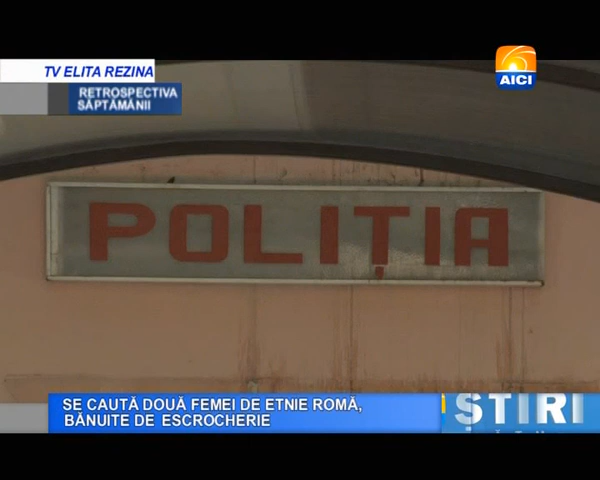 TV ELITA REZINA
AICI
RETROSPECTIVA
SĂPTĂMÂNII
POLIȚIA
SE CAUTĂ DOUĂ FEMEI DE ETNIE ROMĂ,
BĂNUITE DE ESCROCHERIE
ȘTIRI